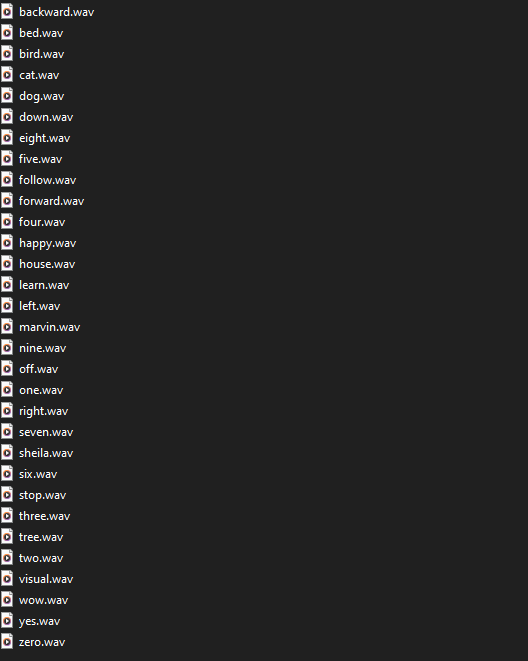 backward.wav
bed.wav
bird.wav
cat.wav
dog.wav
down.wav
eight.wav
five.wav
follow.wav
forward.wav
four.wav
happy.wav
house.wav
learn.wav
left.wav
marvin.wav
nine.wav
off.wav
one.wav
right.wav
seven.wav
sheila.wav
six.wav
stop.wav
three.wav
tree.wav
two.wav
visual.wav
wow.wav
yes.wav
zero.wav